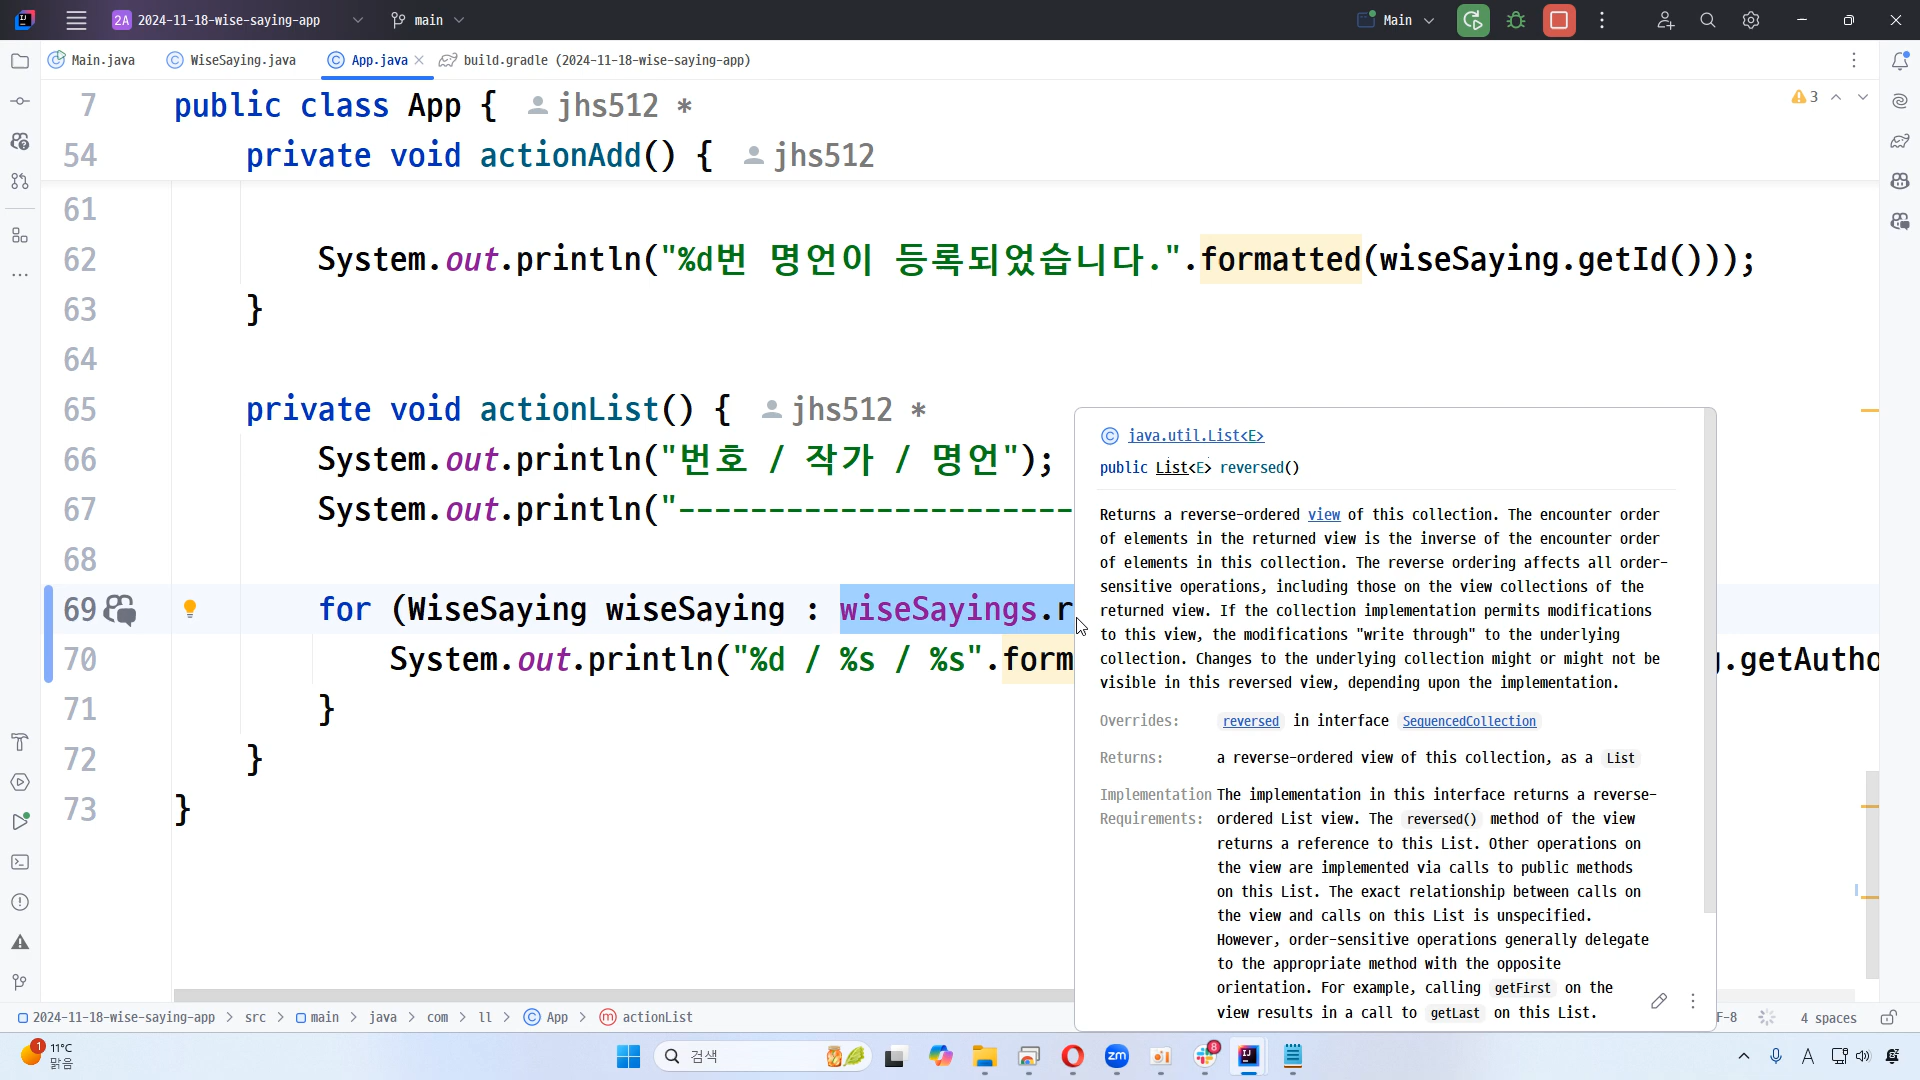 2A 2024-11-18-wise-saying-app main Main
Main.java WiseSaying.java App.java build.gradle (2024-11-18-wise-saying-app)
7 public class App { jhs512 *
3
54 private void actionAdd() { jhs512
61
62 System.out.println("%d번 명언이 등록되었습니다.".formatted(wiseSaying.getId()));
63 }
64
65 private void actionList() { jhs512 *
66 System.out.println("번호 / 작가 / 명언");
67 System.out.println("----------------------
68
69 for (WiseSaying wiseSaying : wiseSayings.r
70 System.out.println("%d / %s / %s".form
.getAutho
71 }
72 }
73 }
java.util.List<E>
public List<E> reversed()
Returns a reverse-ordered view of this collection. The encounter order
of elements in the returned view is the inverse of the encounter order
of elements in this collection. The reverse ordering affects all order-
sensitive operations, including those on the view collections of the
returned view. If the collection implementation permits modifications
to this view, the modifications "write through" to the underlying
collection. Changes to the underlying collection might or might not be
visible in this reversed view, depending upon the implementation.
Overrides: reversed in interface SequencedCollection
Returns: a reverse-ordered view of this collection, as a List
Implementation The implementation in this interface returns a reverse-
Requirements: ordered List view. The reversed() method of the view
returns a reference to this List. Other operations on
the view are implemented via calls to public methods
on this List. The exact relationship between calls on
the view and calls on this List is unspecified.
However, order-sensitive operations generally delegate
to the appropriate method with the opposite
orientation. For example, calling getFirst on the
view results in a call to getLast on this List.
2024-11-18-wise-saying-app > src > main > java > com > ll > App > actionList
F-8 4 spaces
1 11°C
맑음
검색
zm
8
A